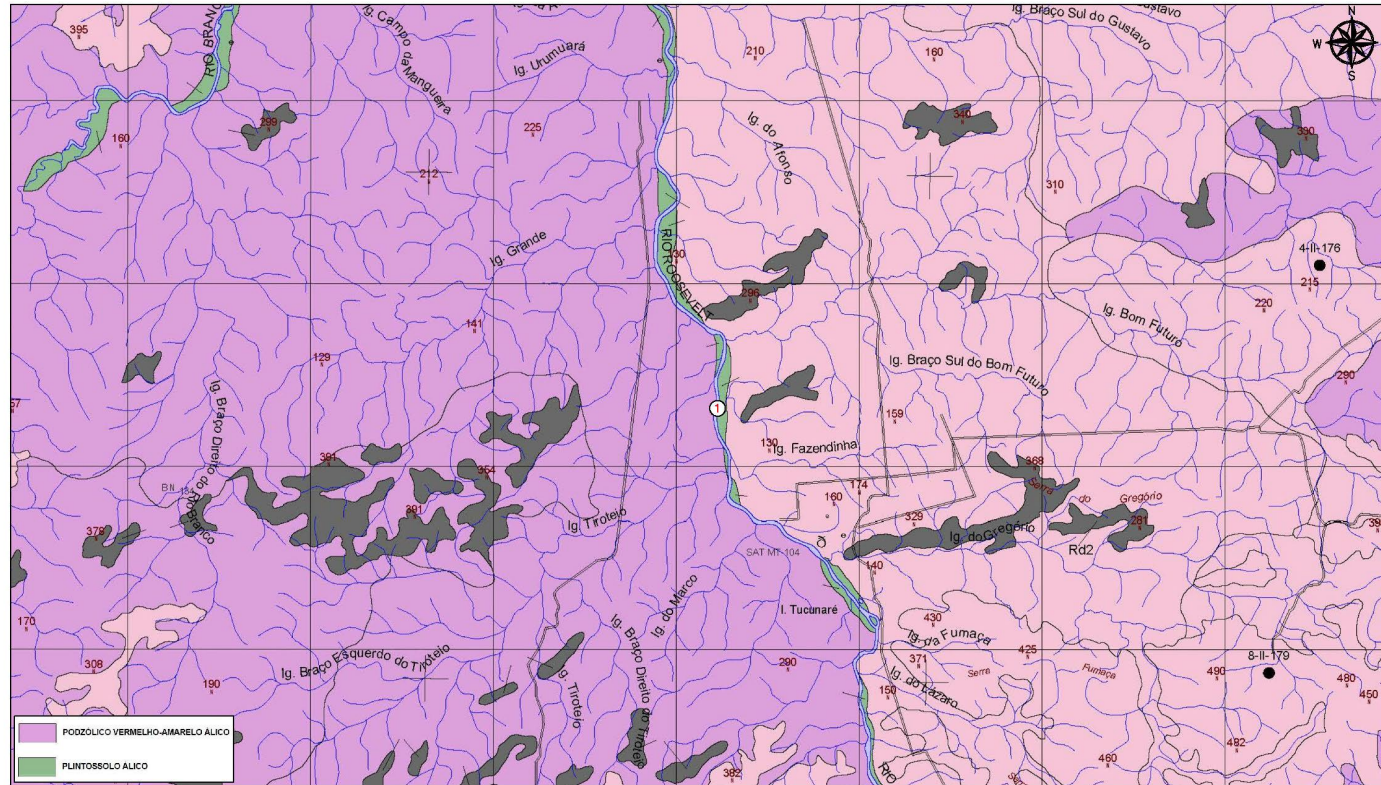 395
RIO BRANC
Ig. Campo da Mangueira
Ig. Urumuará
210
160
Ig. Braço Sul do Gustavo
N
W
S
160
299
N
225
N
212
N
Ig. do Afonso
340
N
310
N
390
N
Ig. Grande
RIO ROOSEVELT
4-II-176
215
N
296
N
220
N
141
N
Ig. Bom Futuro
129
N
Ig. Braço Sul do Bom Futuro
290
N
159
N
Ig. Braço Direito do Rio Branco
1
130
N
Ig. Fazendinha
391
364
368
391
174
N
160
329
N
Serra do Gregório
281
N
378
N
Ig. Tiroteio
Ig. do Gregório
Rd2
SAT MT 104
140
N
170
N
Ig. do Marco
I. Tucunaré
430
N
Ig. da Fumaça
425
N
8-II-179
308
N
Ig. Braço Esquerdo do Tiroteio
290
N
371
N
Serra
Fumaça
490
N
480
N
190
N
Ig. Tiroteio
Ig. Braço Direito do Tiroteio
150
N
Ig. do Lázaro
450
N
PODZÓLICO VERMELHO-AMARELO ÁLICO
482
N
PLINTOSSOLO ÁLICO
382
N
RIO
460
N